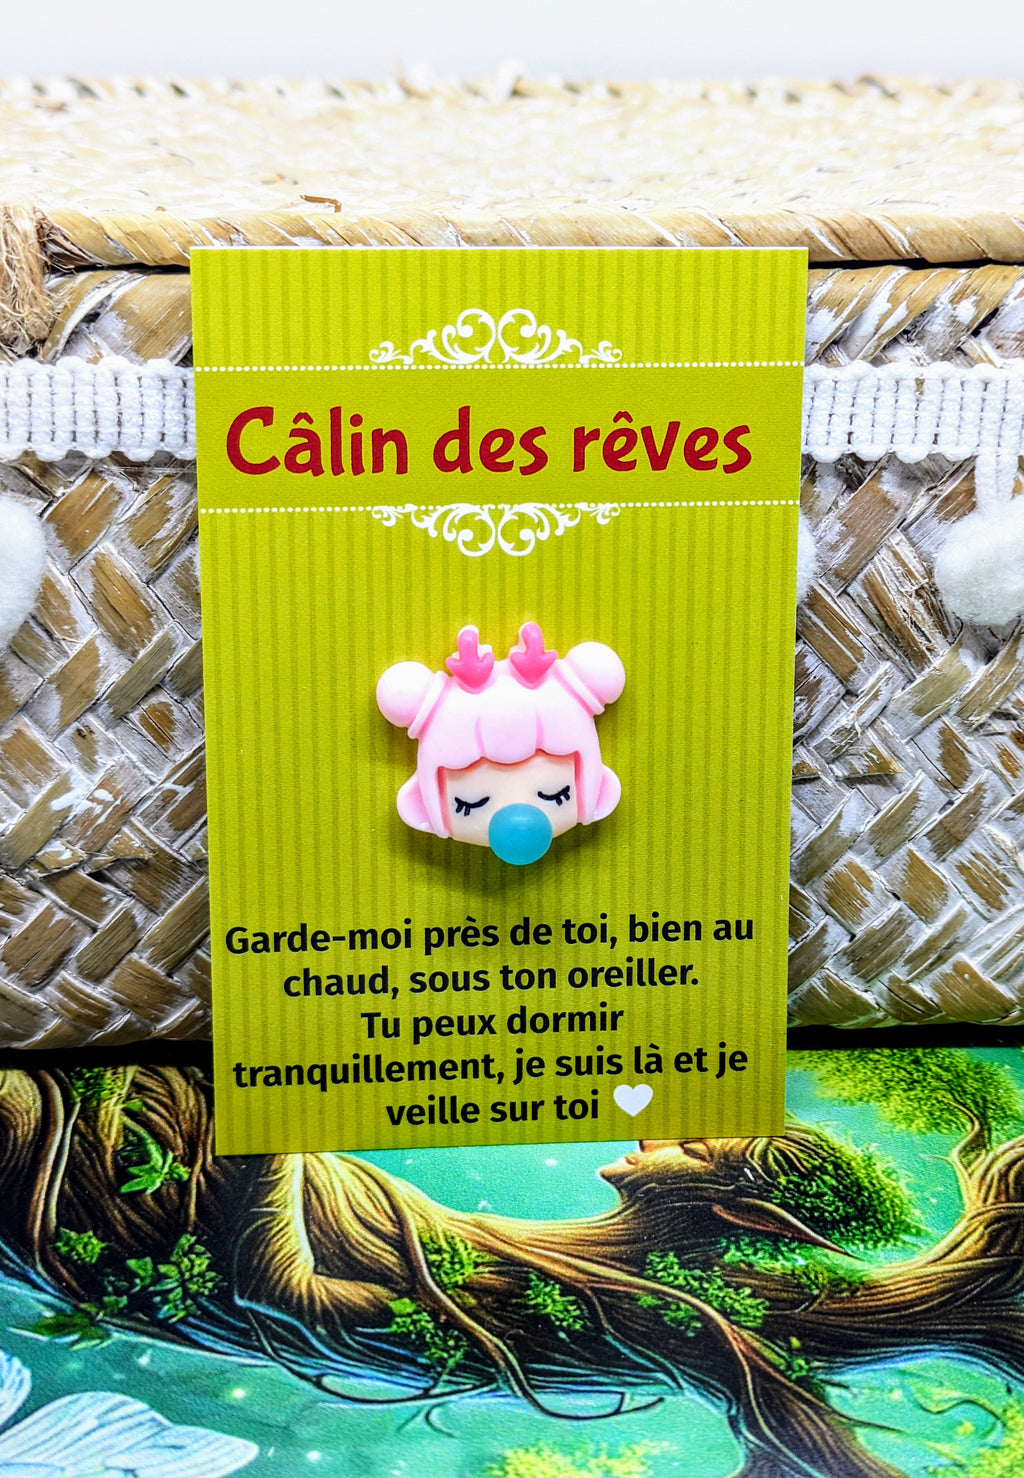 Câlin des rêves
Garde-moi près de toi, bien au
chaud, sous ton oreiller.
Tu peux dormir
tranquillement, je suis là et je
veille sur toi